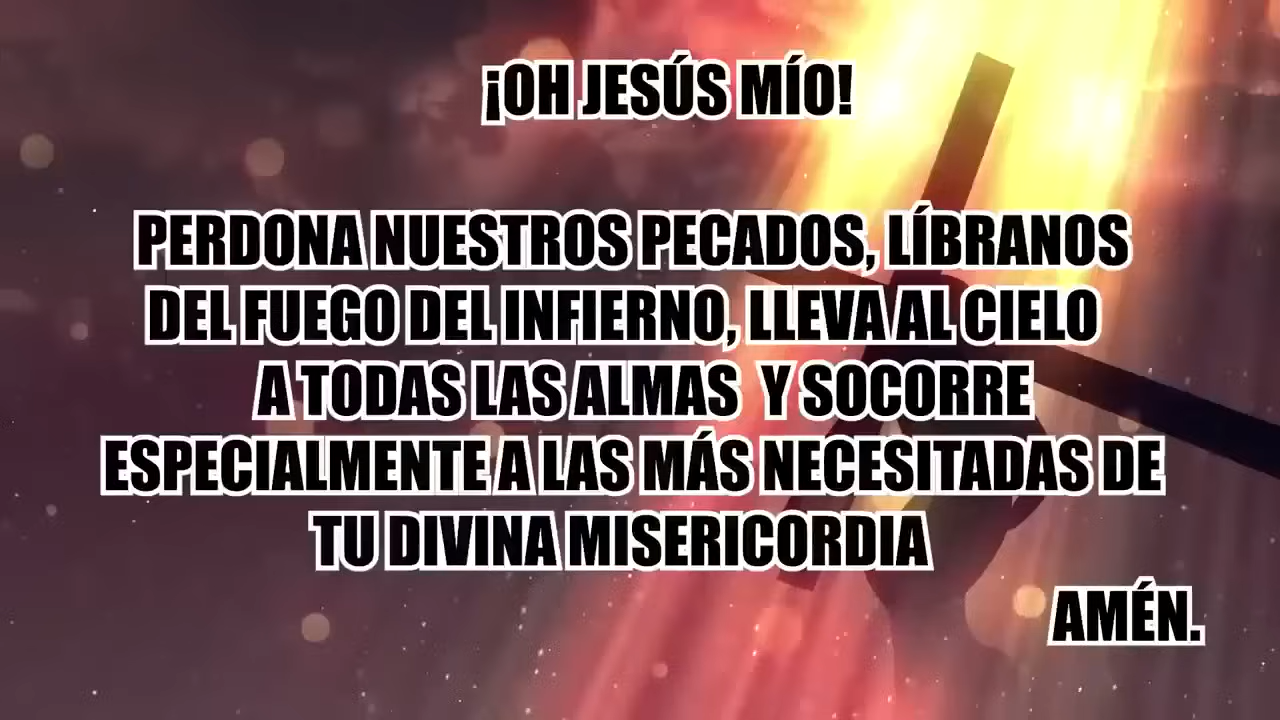 ¡OH JESÚS MÍO!
PERDONA NUESTROS PECADOS, LÍBRANOS
DEL FUEGO DEL INFIERNO, LLEVA AL CIELO
A TODAS LAS ALMAS Y SOCORRE
ESPECIALMENTE A LAS MÁS NECESITADAS DE
TU DIVINA MISERICORDIA
AMÉN.